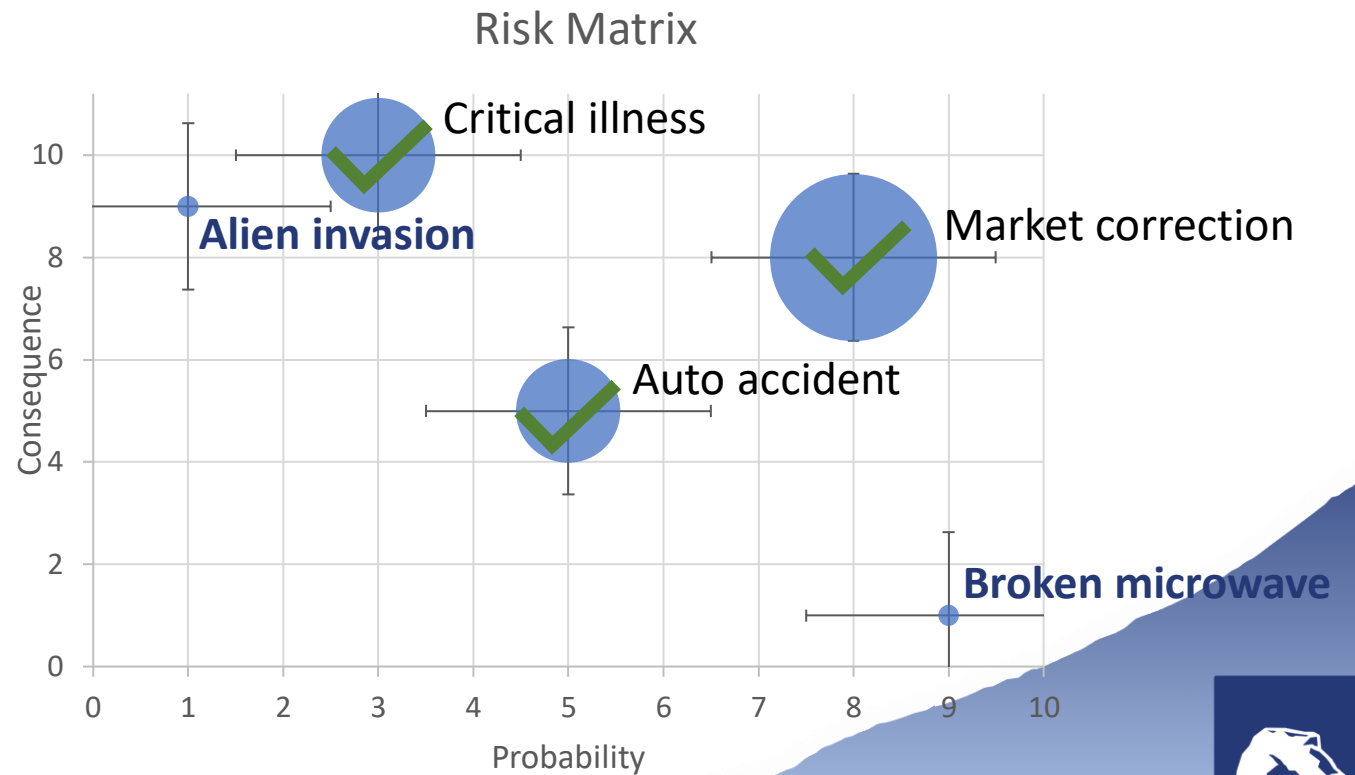 Risk Matrix
Critical illness
10
Alien invasion
Market correction
8
Consequence
6
Auto accident
4
2
Broken microwave
0
0 1 2 3 4 5 6 7 8 9 10
Probability